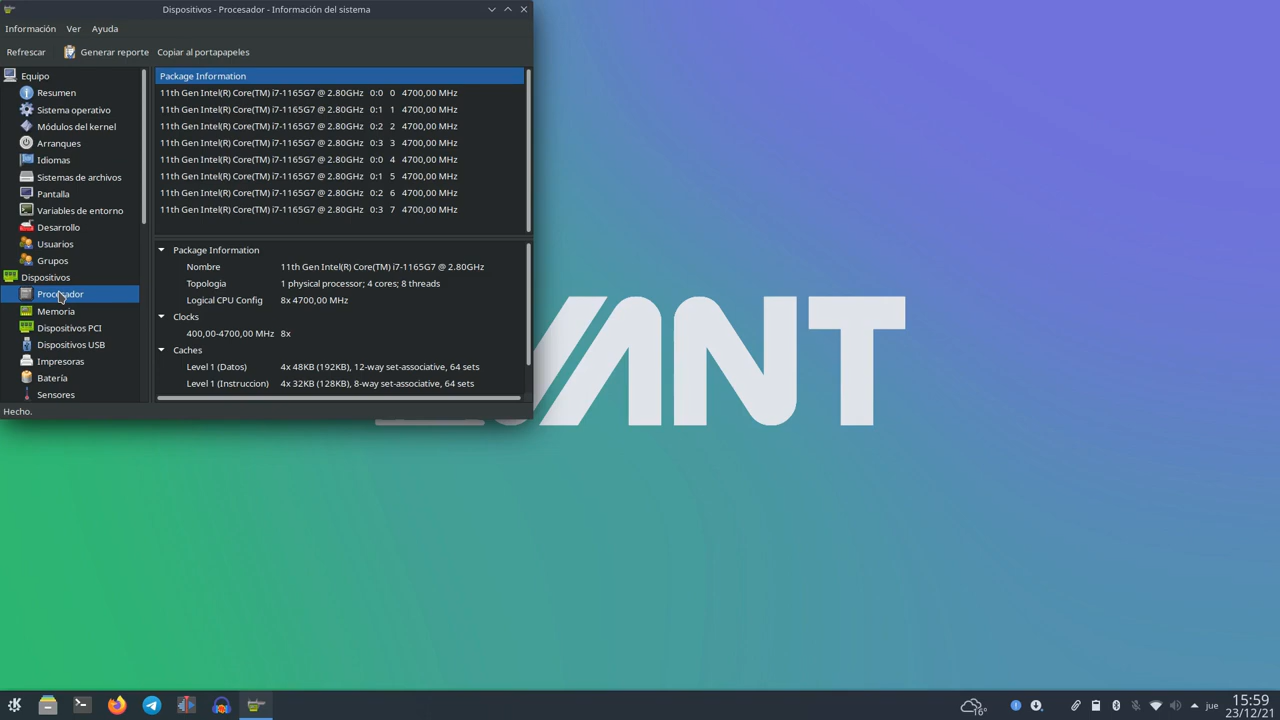 Dispositivos - Procesador - Información del sistema
Información Ver Ayuda
Refrescar Generar reporte Copiar al portapapeles
Equipo
Resumen
Sistema operativo
Módulos del kernel
Arranques
Idiomas
Sistemas de archivos
Pantalla
Variables de entorno
Desarrollo
Usuarios
Grupos
Dispositivos
Procesador
Memoria
Dispositivos PCI
Dispositivos USB
Impresoras
Batería
Sensores
Package Information
11th Gen Intel(R) Core(TM) i7-1165G7 @ 2.80GHz 0:0 0 4700,00 MHz
11th Gen Intel(R) Core(TM) i7-1165G7 @ 2.80GHz 0:1 1 4700,00 MHz
11th Gen Intel(R) Core(TM) i7-1165G7 @ 2.80GHz 0:2 2 4700,00 MHz
11th Gen Intel(R) Core(TM) i7-1165G7 @ 2.80GHz 0:3 3 4700,00 MHz
11th Gen Intel(R) Core(TM) i7-1165G7 @ 2.80GHz 0:0 4 4700,00 MHz
11th Gen Intel(R) Core(TM) i7-1165G7 @ 2.80GHz 0:1 5 4700,00 MHz
11th Gen Intel(R) Core(TM) i7-1165G7 @ 2.80GHz 0:2 6 4700,00 MHz
11th Gen Intel(R) Core(TM) i7-1165G7 @ 2.80GHz 0:3 7 4700,00 MHz
Package Information
Nombre 11th Gen Intel(R) Core(TM) i7-1165G7 @ 2.80GHz
Topologia 1 physical processor; 4 cores; 8 threads
Logical CPU Config 8x 4700,00 MHz
Clocks
400,00-4700,00 MHz 8x
Caches
Level 1 (Datos) 4x 48KB (192KB), 12-way set-associative, 64 sets
Level 1 (Instruccion) 4x 32KB (128KB), 8-way set-associative, 64 sets
Hecho.
VANT
16°
jue
15:59
23/12/21